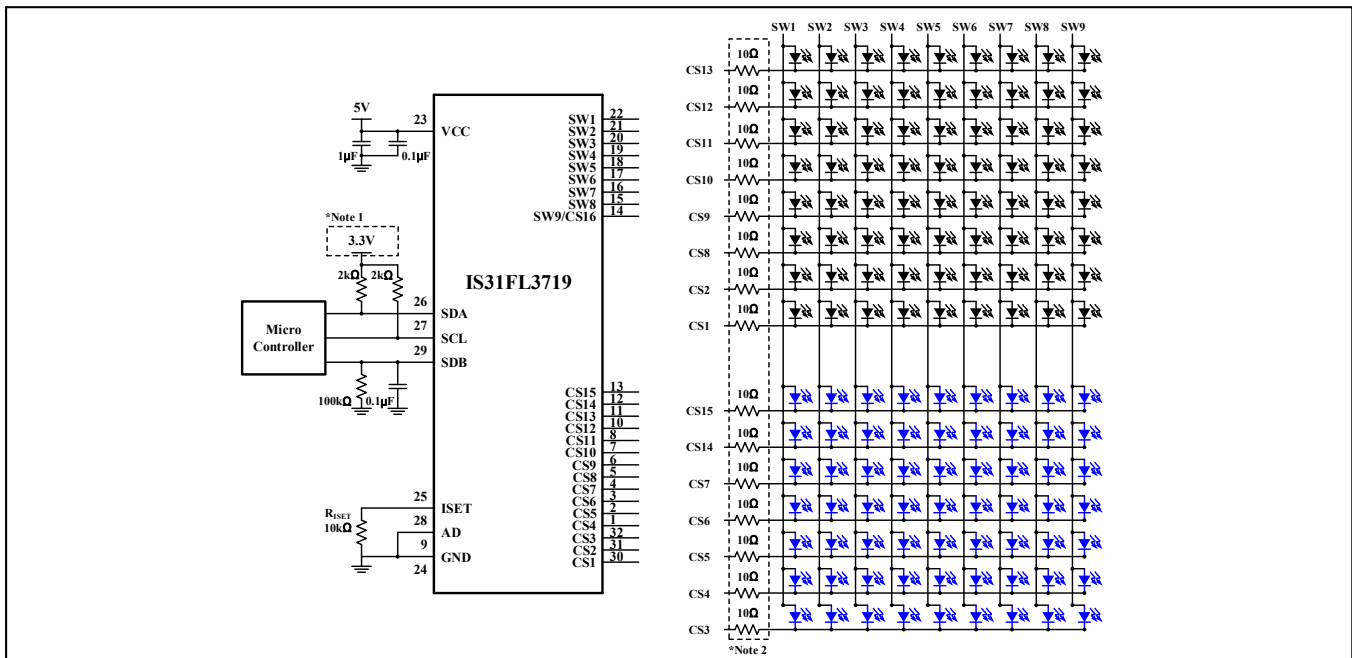 5V
23
VCC
1µF
0.1µF
*Note 1
3.3V
2kΩ
2kΩ
Micro
Controller
26
SDA
27
SCL
29
SDB
100kΩ
0.1µF
25
ISET
RISET
10kΩ
28
AD
9
GND
24
IS31FL3719
SW1 22
SW2 21
SW3 20
SW4 19
SW5 18
SW6 17
SW7 16
SW8 15
SW9/CS16 14
CS15 13
CS14 12
CS13 11
CS12 10
CS11 8
CS10 7
CS9 6
CS8 5
CS7 4
CS6 3
CS5 2
CS4 1
CS3 32
CS2 31
CS1 30
SW1 SW2 SW3 SW4 SW5 SW6 SW7 SW8 SW9
10Ω
CS13
10Ω
CS12
10Ω
CS11
10Ω
CS10
10Ω
CS9
10Ω
CS8
10Ω
CS2
10Ω
CS1
10Ω
CS15
10Ω
CS14
10Ω
CS7
10Ω
CS6
10Ω
CS5
10Ω
CS4
10Ω
CS3
*Note 2